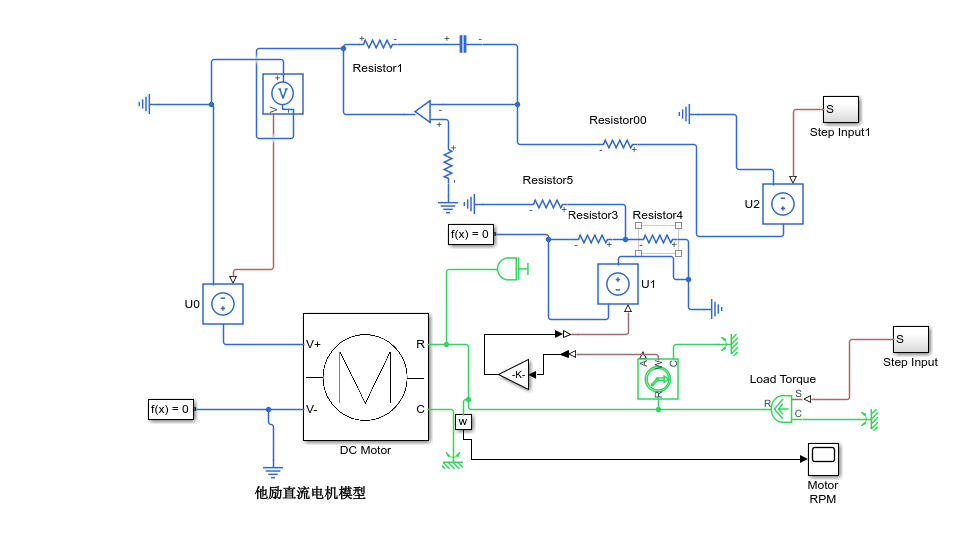 Resistor1
V
Resistor00
S
Step Input1
Resistor5
U2
Resistor3
Resistor4
f(x) = 0
U1
U0
V+
R
S
Step Input
-K-
A
W
C
R
Load Torque
S
R
C
f(x) = 0
V-
C
w
DC Motor
Motor
RPM
他励直流电机模型